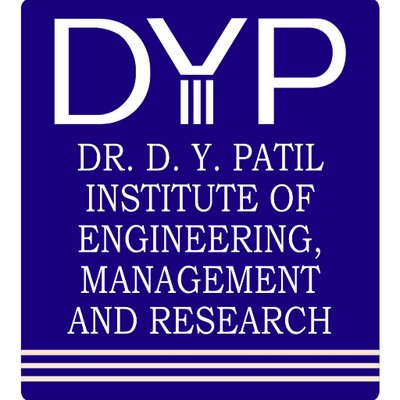 DYP
DR. D. Y. PATIL
INSTITUTE OF
ENGINEERING,
MANAGEMENT
AND RESEARCH